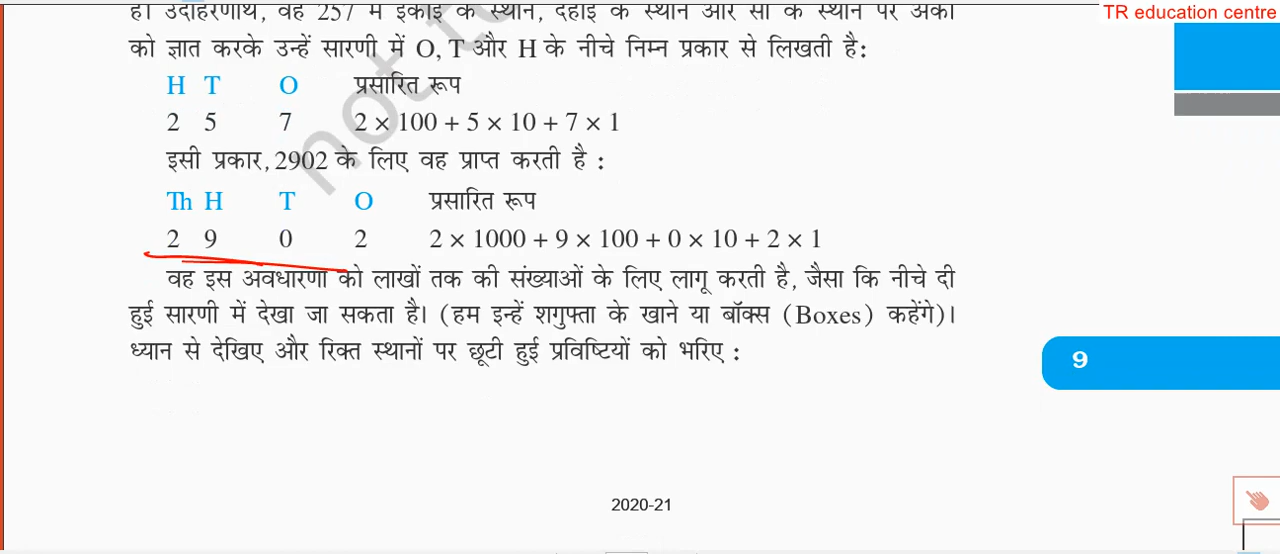 TR education centre
है। उदाहरणार्थ, वह 257 में इकाई के स्थान, दहाई के स्थान और सौ के स्थान पर अंकों
को ज्ञात करके उन्हें सारणी में O, T और H के नीचे निम्न प्रकार से लिखती है:
H T O प्रसारित रूप
2 5 7 2 × 100 + 5 × 10 + 7 × 1
इसी प्रकार, 2902 के लिए वह प्राप्त करती है :
Th H T O प्रसारित रूप
2 9 0 2 2 × 1000 + 9 × 100 + 0 × 10 + 2 × 1
वह इस अवधारणा को लाखों तक की संख्याओं के लिए लागू करती है, जैसा कि नीचे दी
हुई सारणी में देखा जा सकता है। (हम इन्हें शगुफ्ता के खाने या बॉक्स (Boxes) कहेंगे)।
ध्यान से देखिए और रिक्त स्थानों पर छूटी हुई प्रविष्टियों को भरिए :
9
2020-21
not